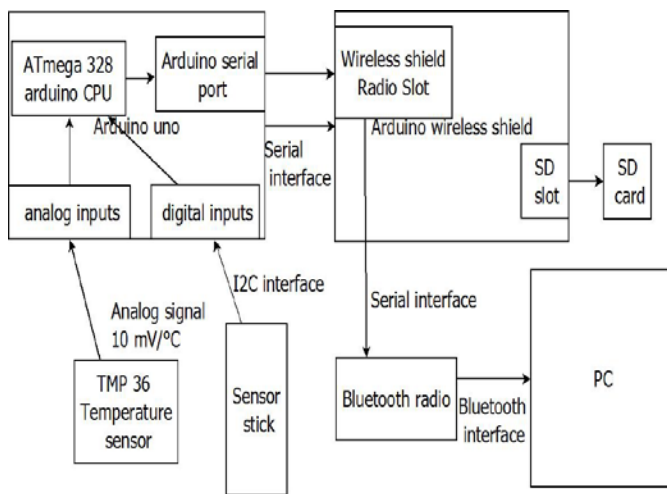 ATmega 328
arduino CPU
Arduino serial
port
Arduino uno
analog inputs
digital inputs
Serial
interface
Wireless shield
Radio Slot
Arduino wireless shield
SD
slot
SD
card
Analog signal
10 mV/°C
I2C interface
TMP 36
Temperature
sensor
Sensor
stick
Serial interface
Bluetooth radio
Bluetooth
interface
PC